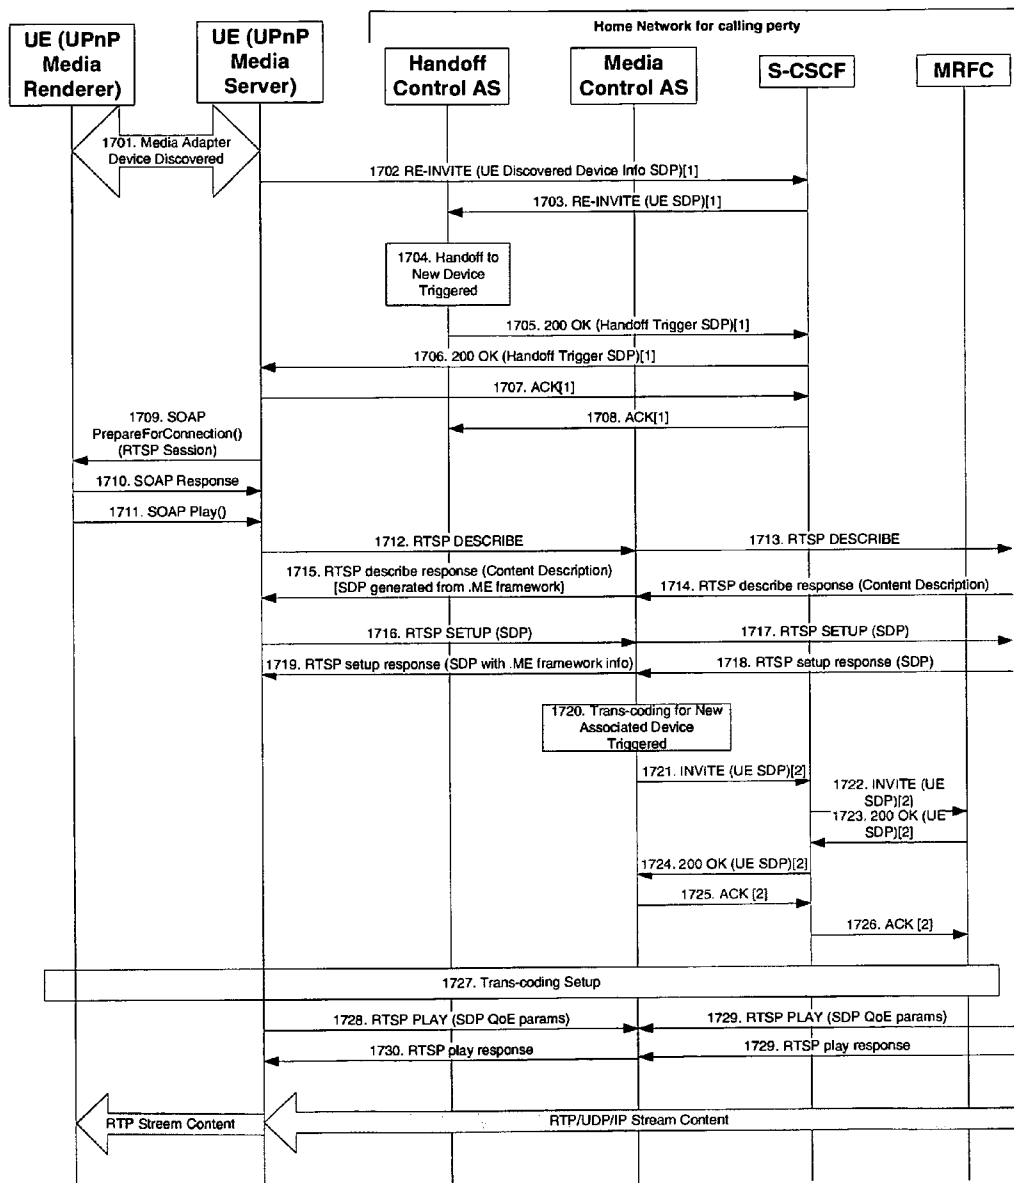 Home Network for calling perty
UE (UPnP
Media
Renderer)
UE (UPnP
Media
Server)
Handoff
Control AS
Media
Control AS
S-CSCF
MRFC
1701. Media Adapter
Device Discovered
1702 RE-INVITE (UE Discovered Device Info SDP)[1]
1703. RE-INVITE (UE SDP)[1]
1704. Handoff to
New Device
Triggered
1705. 200 OK (Handoff Trigger SDP)[1]
1706. 200 OK (Handoff Trigger SDP)[1]
1707. ACK[1]
1708. ACK[1]
1709. SOAP
PrepareForConnection()
(RTSP Session)
1710. SOAP Response
1711. SOAP Play()
1712. RTSP DESCRIBE
1713. RTSP DESCRIBE
1715. RTSP describe response (Content Description)
[SDP generated from .ME framework]
1714. RTSP describe response (Content Description)
1716. RTSP SETUP (SDP)
1717. RTSP SETUP (SDP)
1719. RTSP setup response (SDP with .ME framework info)
1718. RTSP setup response (SDP)
1720. Trans-coding for New
Associated Device
Triggered
1721. INVITE (UE SDP)[2]
1722. INVITE (UE
SDP)[2]
1723. 200 OK (UE
SDP)[2]
1724. 200 OK (UE SDP)[2]
1725. ACK [2]
1726. ACK [2]
1727. Trans-coding Setup
1728. RTSP PLAY (SDP QoE params)
1729. RTSP PLAY (SDP QoE params)
1730. RTSP play response
1729. RTSP play response
RTP Streem Content
RTP/UDP/IP Stream Content